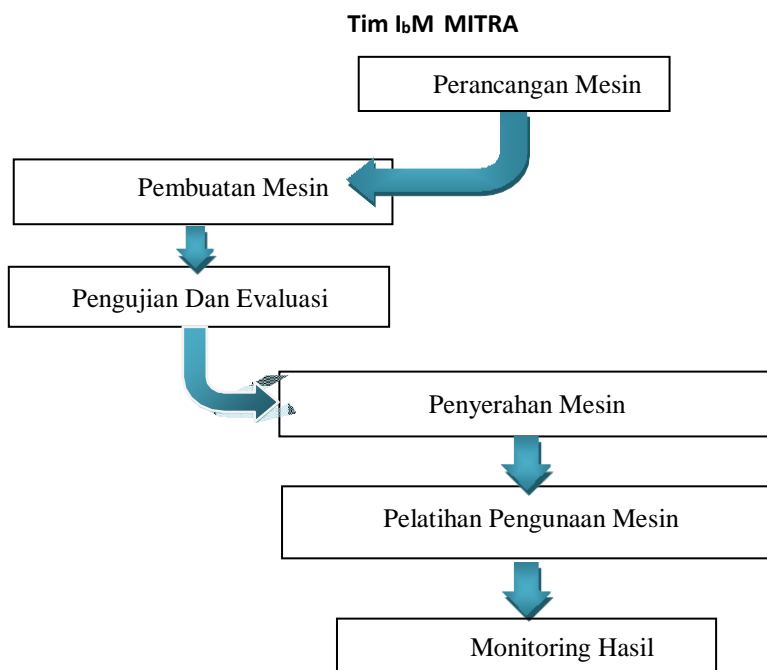 Tim IbM MITRA
Perancangan Mesin
Pembuatan Mesin
Pengujian Dan Evaluasi
Penyerahan Mesin
Pelatihan Pengunaan Mesin
Monitoring Hasil